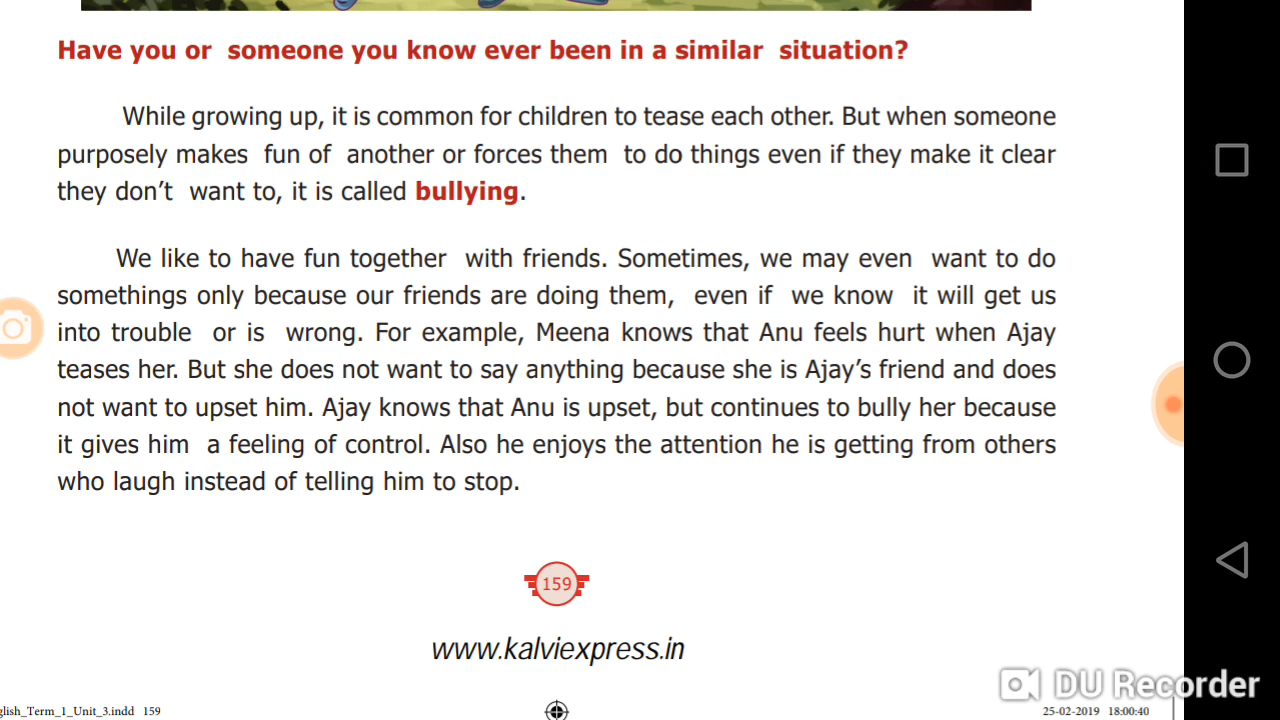 Have you or someone you know ever been in a similar situation?
While growing up, it is common for children to tease each other. But when someone
purposely makes fun of another or forces them to do things even if they make it clear
they don't want to, it is called bullying.
We like to have fun together with friends. Sometimes, we may even want to do
somethings only because our friends are doing them, even if we know it will get us
into trouble or is wrong. For example, Meena knows that Anu feels hurt when Ajay
teases her. But she does not want to say anything because she is Ajay's friend and does
not want to upset him. Ajay knows that Anu is upset, but continues to bully her because
it gives him a feeling of control. Also he enjoys the attention he is getting from others
who laugh instead of telling him to stop.
159
www.kalviexpress.in
DU Recorder
glish_Term_1_Unit_3.indd 159
25-02-2019 18:00:40